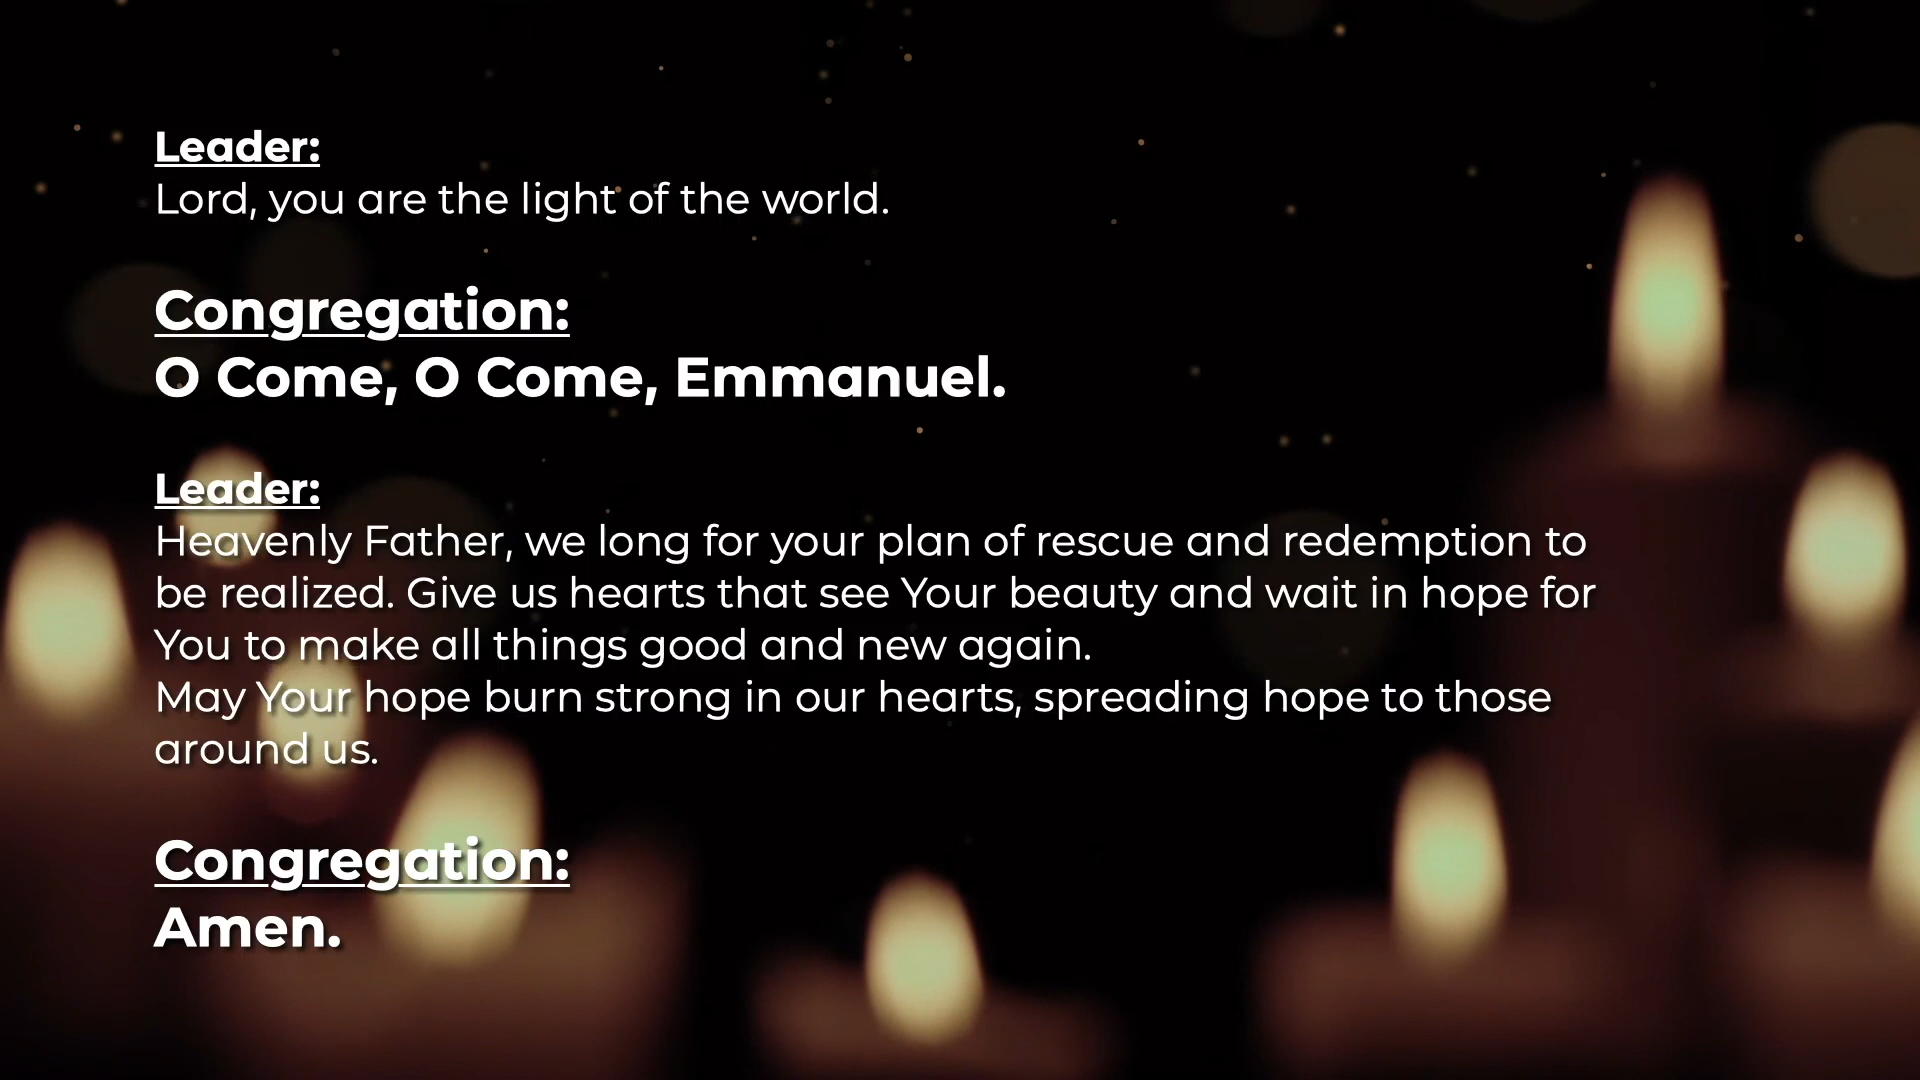 Leader:
Lord, you are the light of the world.
Congregation:
O Come, O Come, Emmanuel.
Leader:
Heavenly Father, we long for your plan of rescue and redemption to
be realized. Give us hearts that see Your beauty and wait in hope for
You to make all things good and new again.
May Your hope burn strong in our hearts, spreading hope to those
around us.
Congregation:
Amen.